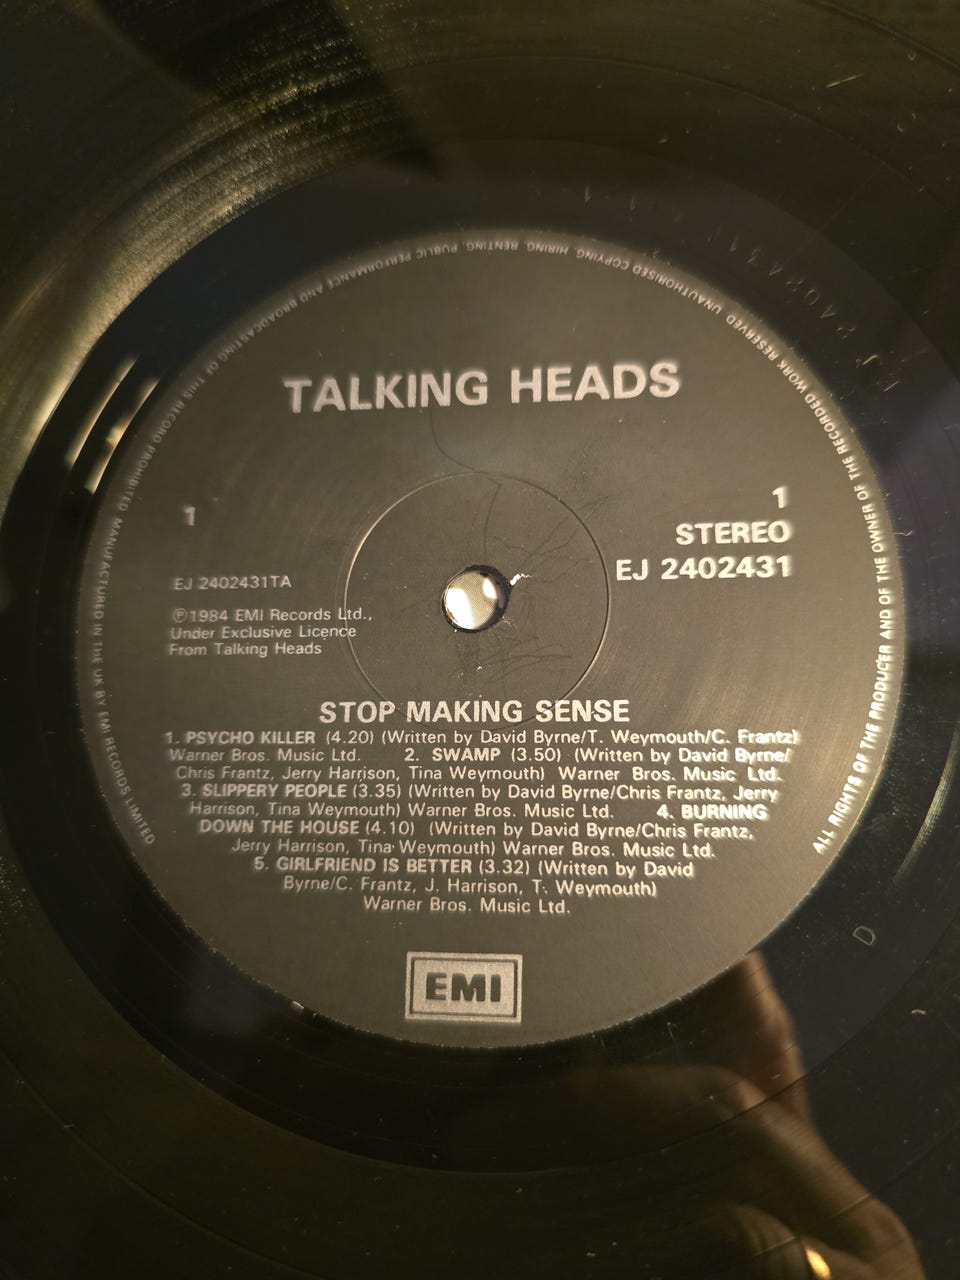 TALKING HEADS
1
1
STEREO
EJ 2402431
EJ 2402431TA
℗1984 EMI Records Ltd.,
Under Exclusive Licence
From Talking Heads
STOP MAKING SENSE
1. PSYCHO KILLER (4.20) (Written by David Byrne/T. Weymouth/C. Frantz)
Warner Bros. Music Ltd. 2. SWAMP (3.50) (Written by David Byrne/
Chris Frantz, Jerry Harrison, Tina Weymouth) Warner Bros. Music Ltd.
3. SLIPPERY PEOPLE (3.35) (Written by David Byrne/Chris Frantz, Jerry
Harrison, Tina Weymouth) Warner Bros. Music Ltd. 4. BURNING
DOWN THE HOUSE (4.10) (Written by David Byrne/Chris Frantz,
Jerry Harrison, Tina Weymouth) Warner Bros. Music Ltd.
5. GIRLFRIEND IS BETTER (3.32) (Written by David
Byrne/C. Frantz, J. Harrison, T. Weymouth)
Warner Bros. Music Ltd.
EMI
ALL RIGHTS OF THE PRODUCER AND OF THE OWNER OF THE RECORDED WORK RESERVED UNAUTHORISED COPYING, HIRING, RENTING, PUBLIC PERFORMANCE AND BROADCASTING OF THIS RECORD PROHIBITED MANUFACTURED IN THE UK BY EMI RECORDS LIMITED
D